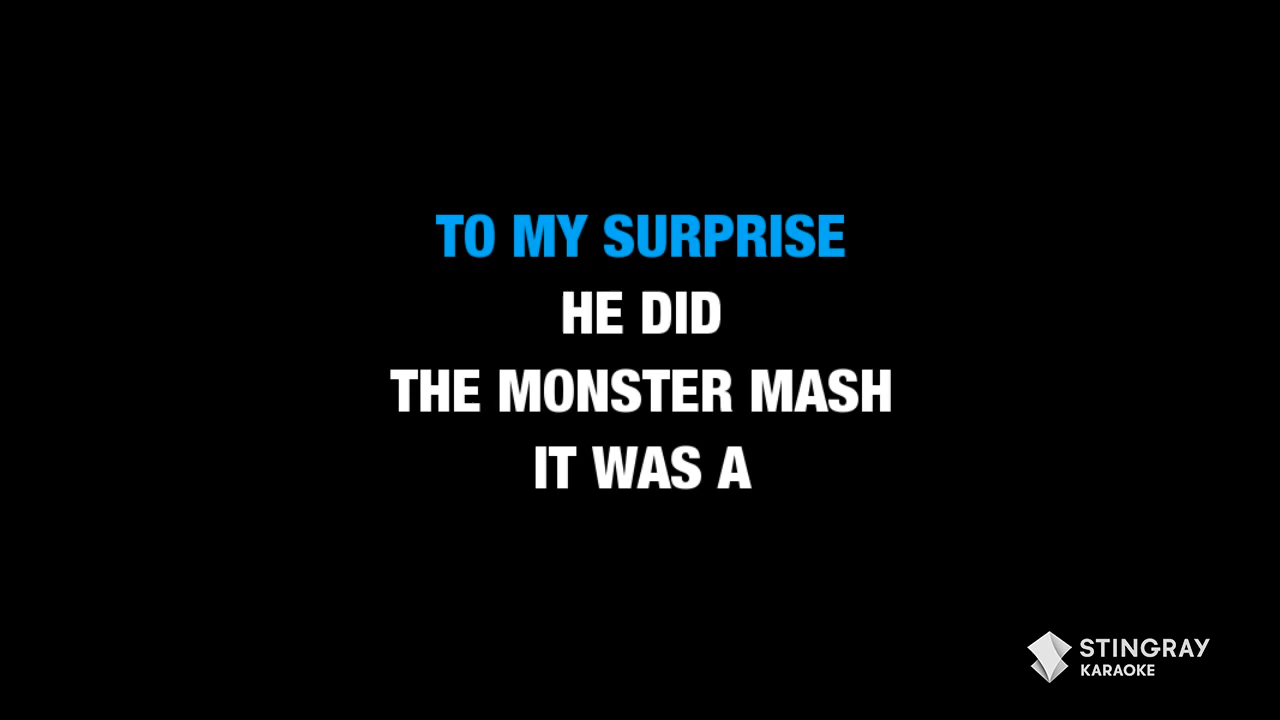 TO MY SURPRISE
HE DID
THE MONSTER MASH
IT WAS A
STINGRAY
KARAOKE